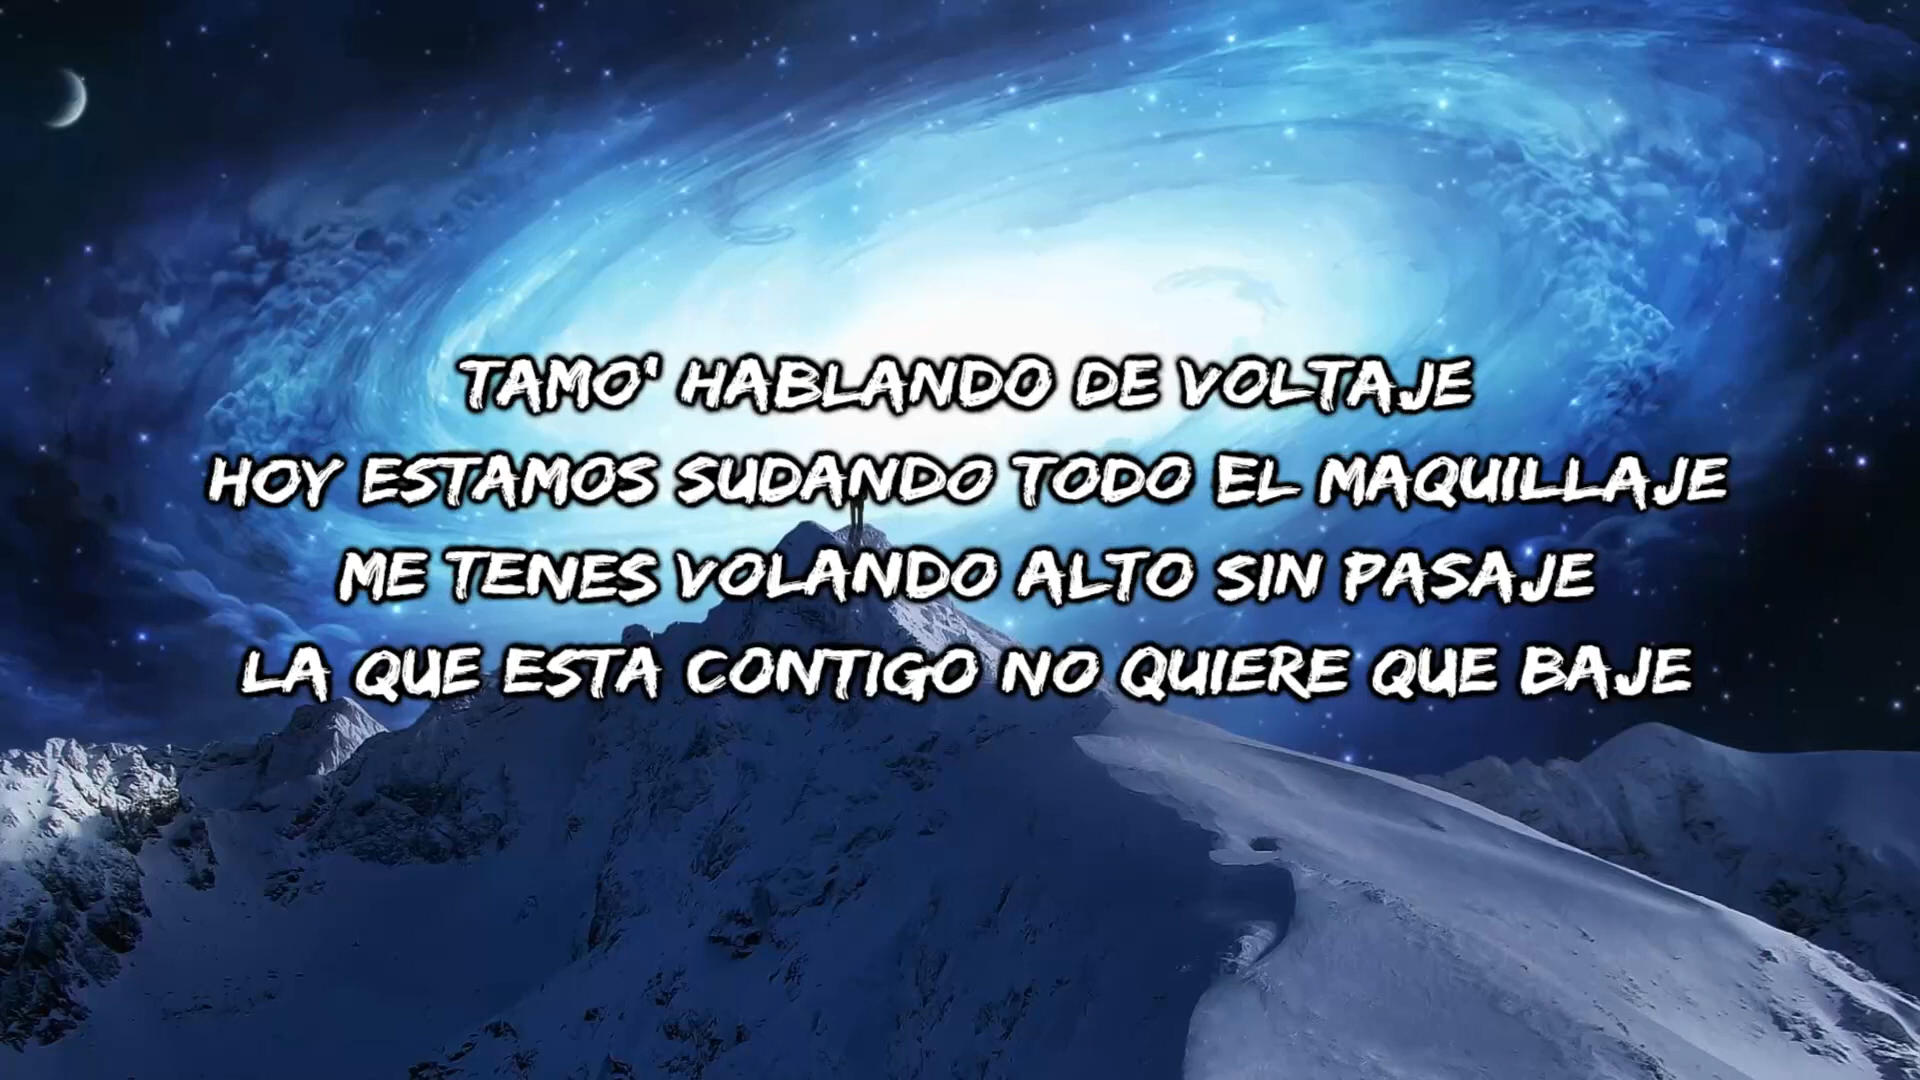 TAMO' HABLANDO DE VOLTAJE
HOY ESTAMOS SUDANDO TODO EL MAQUILLAJE
ME TENES VOLANDO ALTO SIN PASAJE
LA QUE ESTA CONTIGO NO QUIERE QUE BAJE